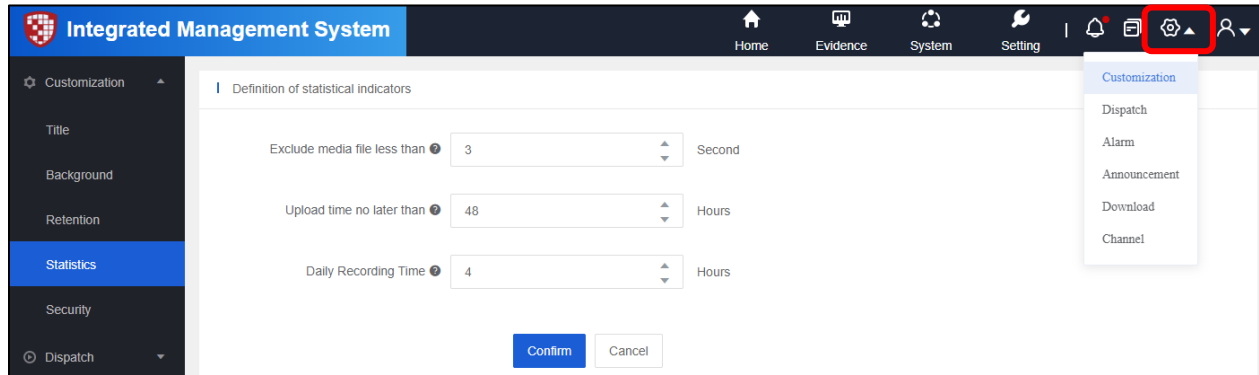 Integrated Management System
Home
Evidence
System
Setting
Customization
Title
Background
Retention
Statistics
Security
Dispatch
Definition of statistical indicators
Exclude media file less than 3 Second
Upload time no later than 48 Hours
Daily Recording Time 4 Hours
Confirm Cancel
Customization
Dispatch
Alarm
Announcement
Download
Channel